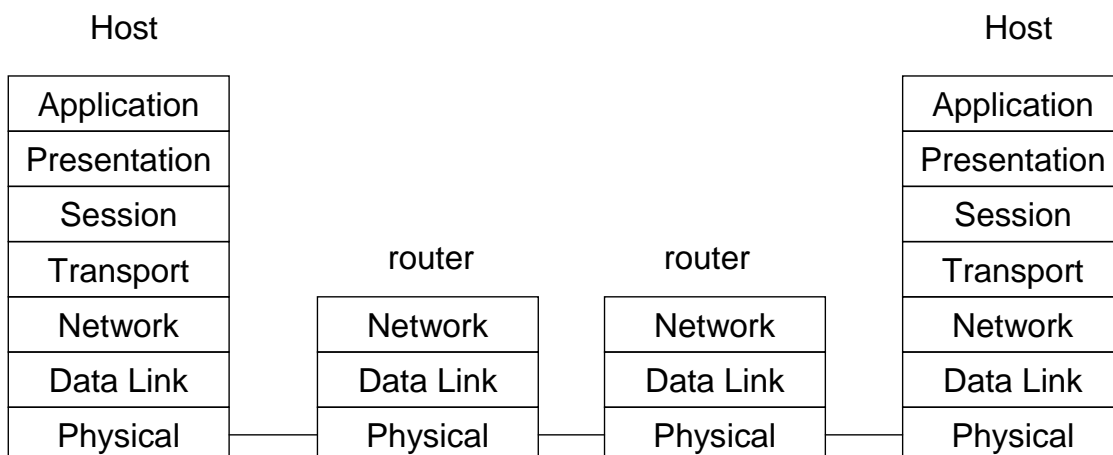 Host
Application
Presentation
Session
Transport
Network
Data Link
Physical
router
Network
Data Link
Physical
router
Network
Data Link
Physical
Host
Application
Presentation
Session
Transport
Network
Data Link
Physical